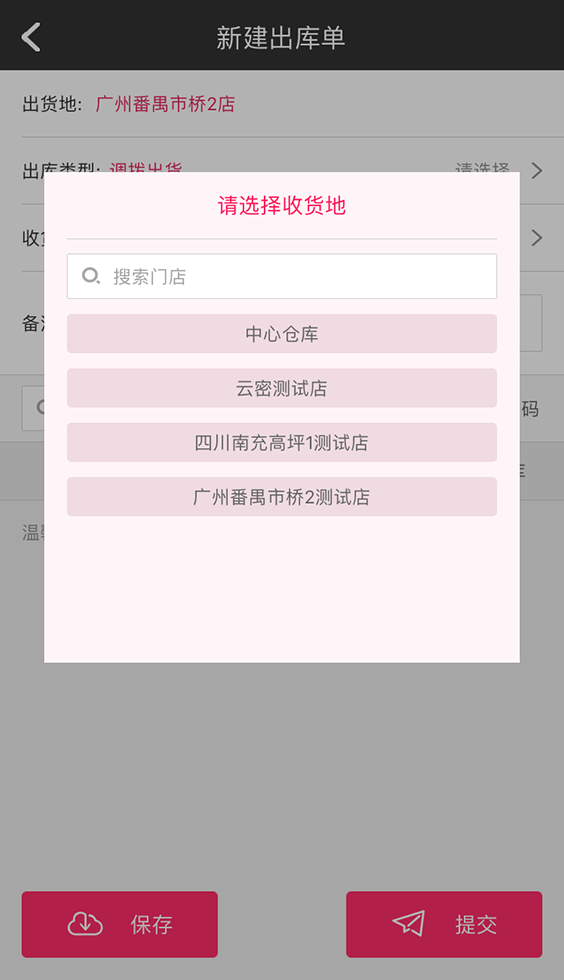 新建出库单
出货地: 广州番禺市桥2店
出库类型: 调拨出货 请选择
请选择收货地
收
搜索门店
备
中心仓库
云密测试店
码
四川南充高坪1测试店
广州番禺市桥2测试店
温
保存
提交